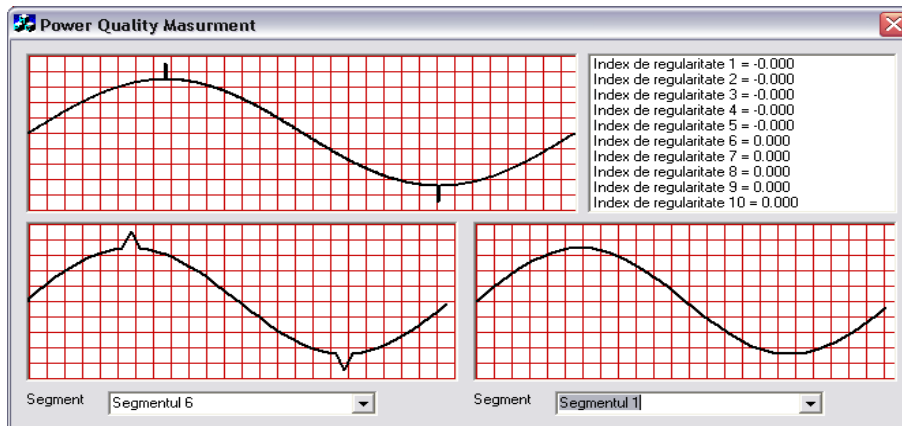 Power Quality Masurment
Index de regularitate 1 = -0.000
Index de regularitate 2 = -0.000
Index de regularitate 3 = -0.000
Index de regularitate 4 = -0.000
Index de regularitate 5 = -0.000
Index de regularitate 6 = 0.000
Index de regularitate 7 = 0.000
Index de regularitate 8 = 0.000
Index de regularitate 9 = 0.000
Index de regularitate 10 = 0.000
Segment Segmentul 6 Segment Segmentul 1